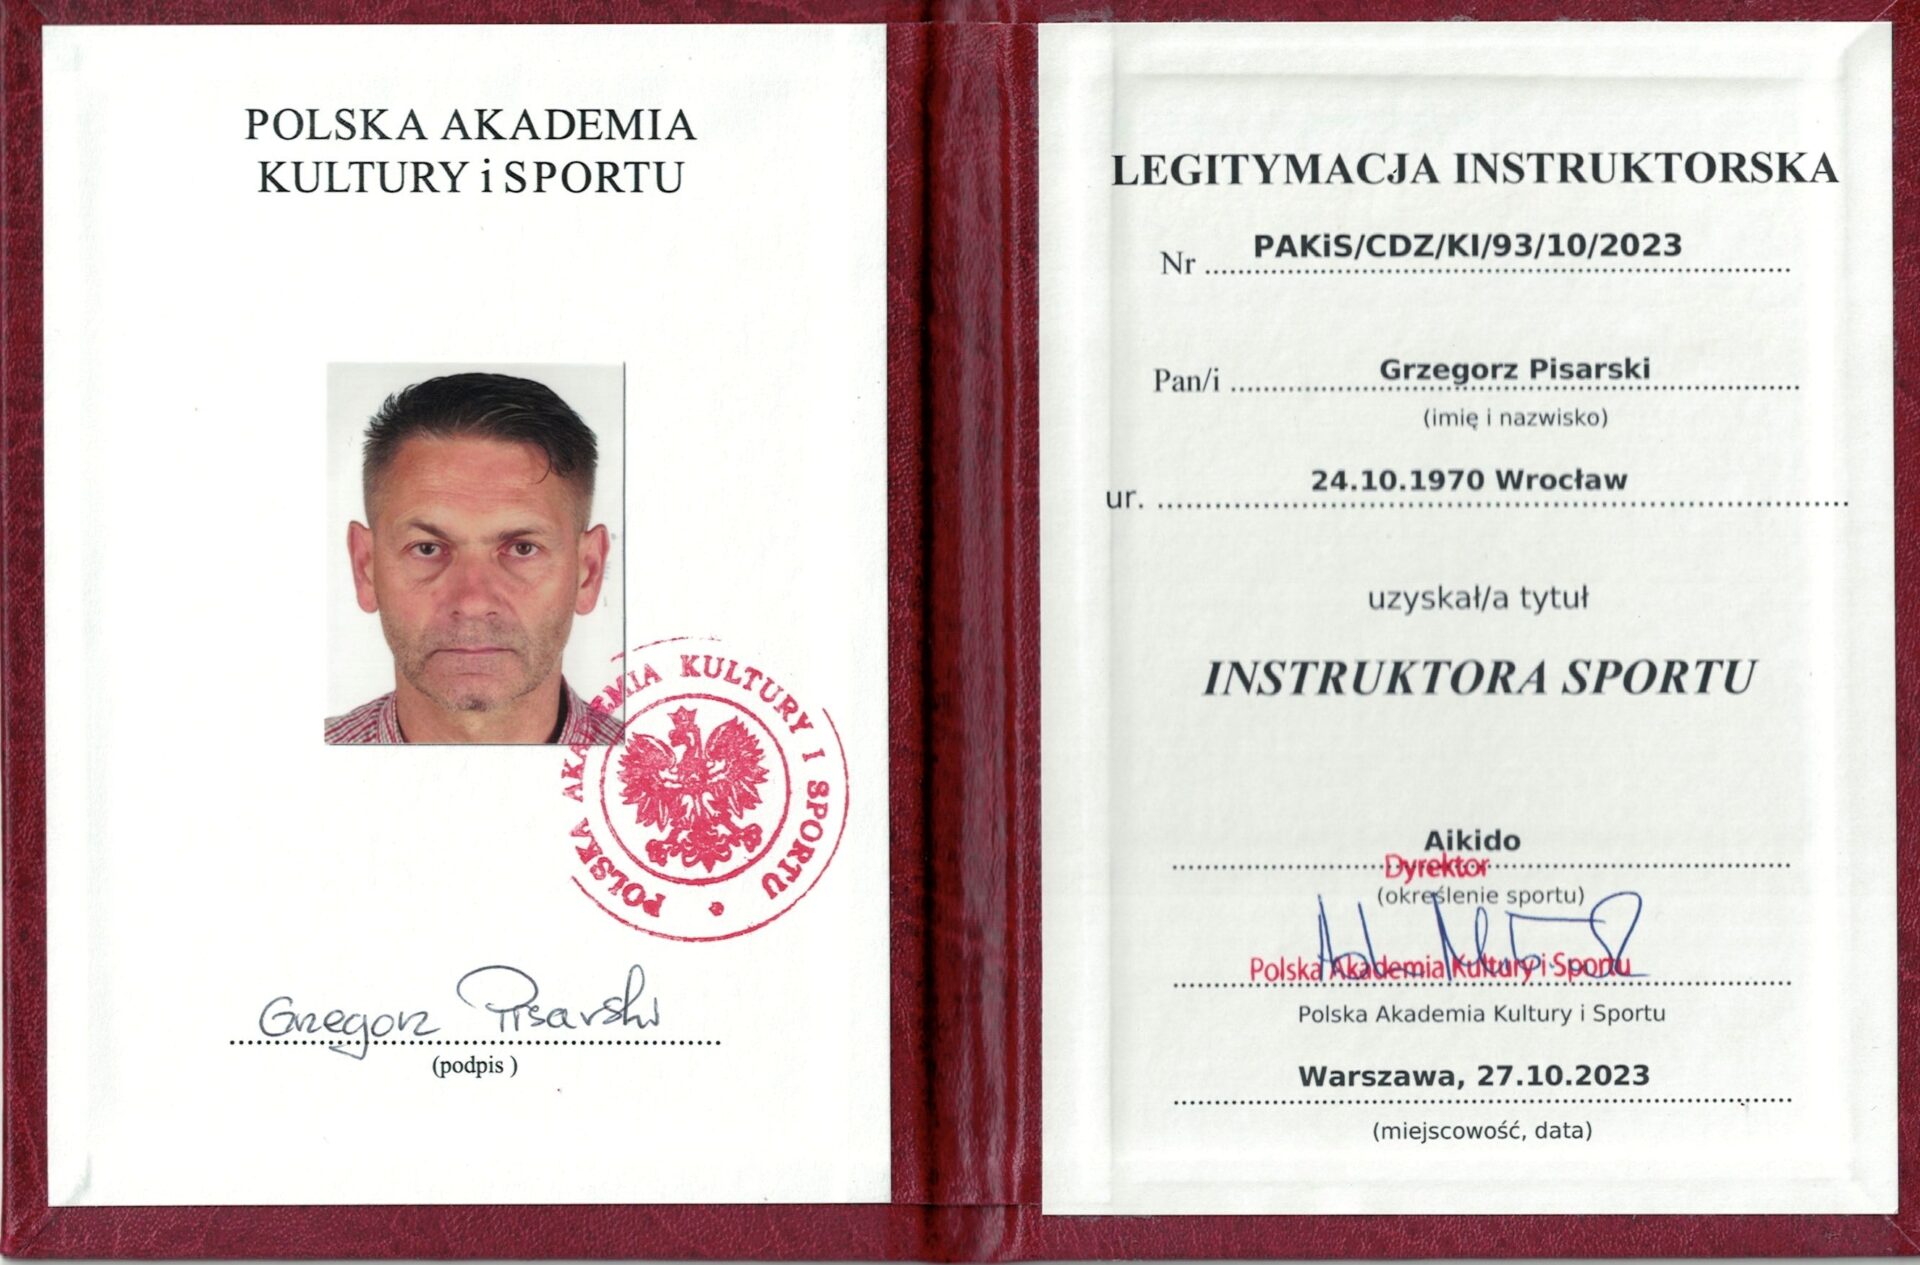 POLSKA AKADEMIA
KULTURY i SPORTU
POLSKA AKADEMIA KULTURY I SPORTU
Grzegorz Pisarski
(podpis )
LEGITYMACJA INSTRUKTORSKA
Nr PAKiS/CDZ/KI/93/10/2023
Pan/i Grzegorz Pisarski
(imię i nazwisko)
ur. 24.10.1970 Wrocław
uzyskał/a tytuł
INSTRUKTORA SPORTU
Aikido
Dyrektor
(określenie sportu)
Polska Akademia Kultury i Sportu
Polska Akademia Kultury i Sportu
Warszawa, 27.10.2023
(miejscowość, data)